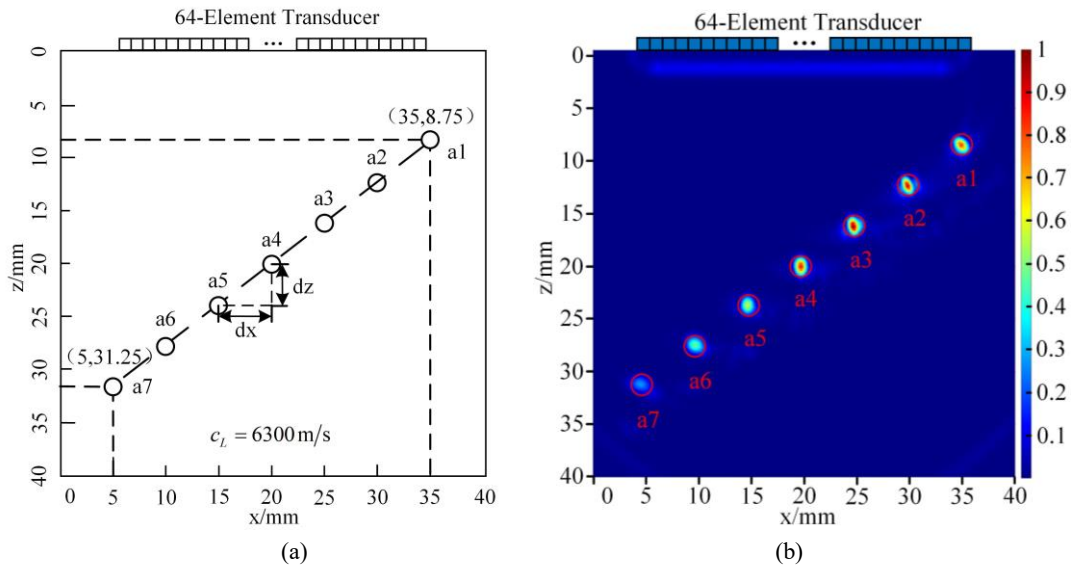 64-Element Transducer
...
0
5
10
15
20
25
30
35
40
z/mm
(35,8.75)
a1
a2
a3
a4
a5
a6
a7
dz
dx
(5,31.25)
c_L = 6300 m/s
0 5 10 15 20 25 30 35 40
x/mm
(a)
64-Element Transducer
...
0
5
10
15
20
25
30
35
40
z/mm
a1
a2
a3
a4
a5
a6
a7
0 5 10 15 20 25 30 35 40
x/mm
1
0.9
0.8
0.7
0.6
0.5
0.4
0.3
0.2
0.1
(b)